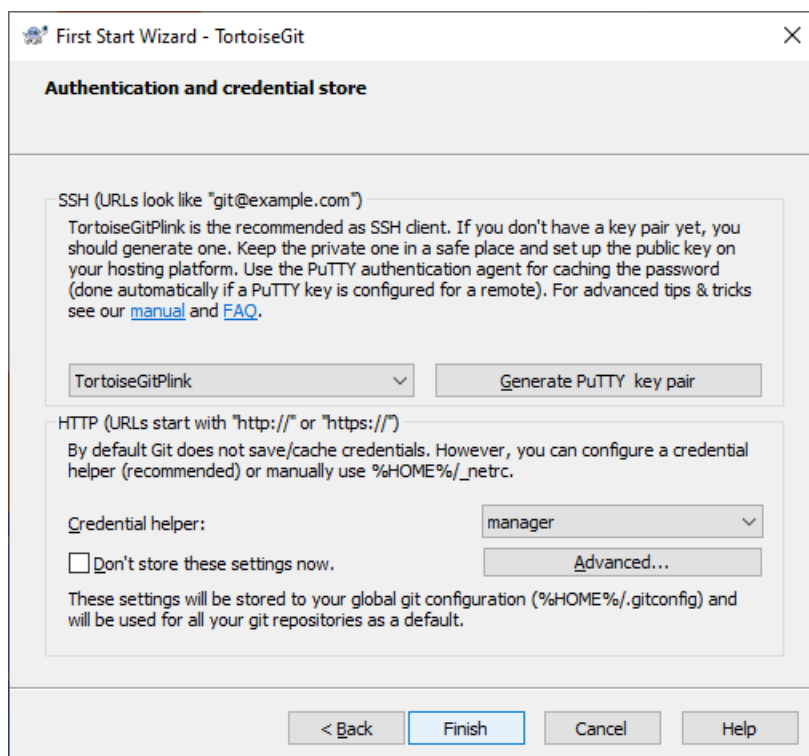 First Start Wizard - TortoiseGit
Authentication and credential store
SSH (URLs look like "git@example.com")
TortoiseGitPlink is the recommended as SSH client. If you don't have a key pair yet, you
should generate one. Keep the private one in a safe place and set up the public key on
your hosting platform. Use the PuTTY authentication agent for caching the password
(done automatically if a PuTTY key is configured for a remote). For advanced tips & tricks
see our manual and FAQ.
TortoiseGitPlink
Generate PuTTY key pair
HTTP (URLs start with "http://" or "https://")
By default Git does not save/cache credentials. However, you can configure a credential
helper (recommended) or manually use %HOME%/_netrc.
Credential helper:
manager
Don't store these settings now.
Advanced...
These settings will be stored to your global git configuration (%HOME%/.gitconfig) and
will be used for all your git repositories as a default.
< Back
Finish
Cancel
Help